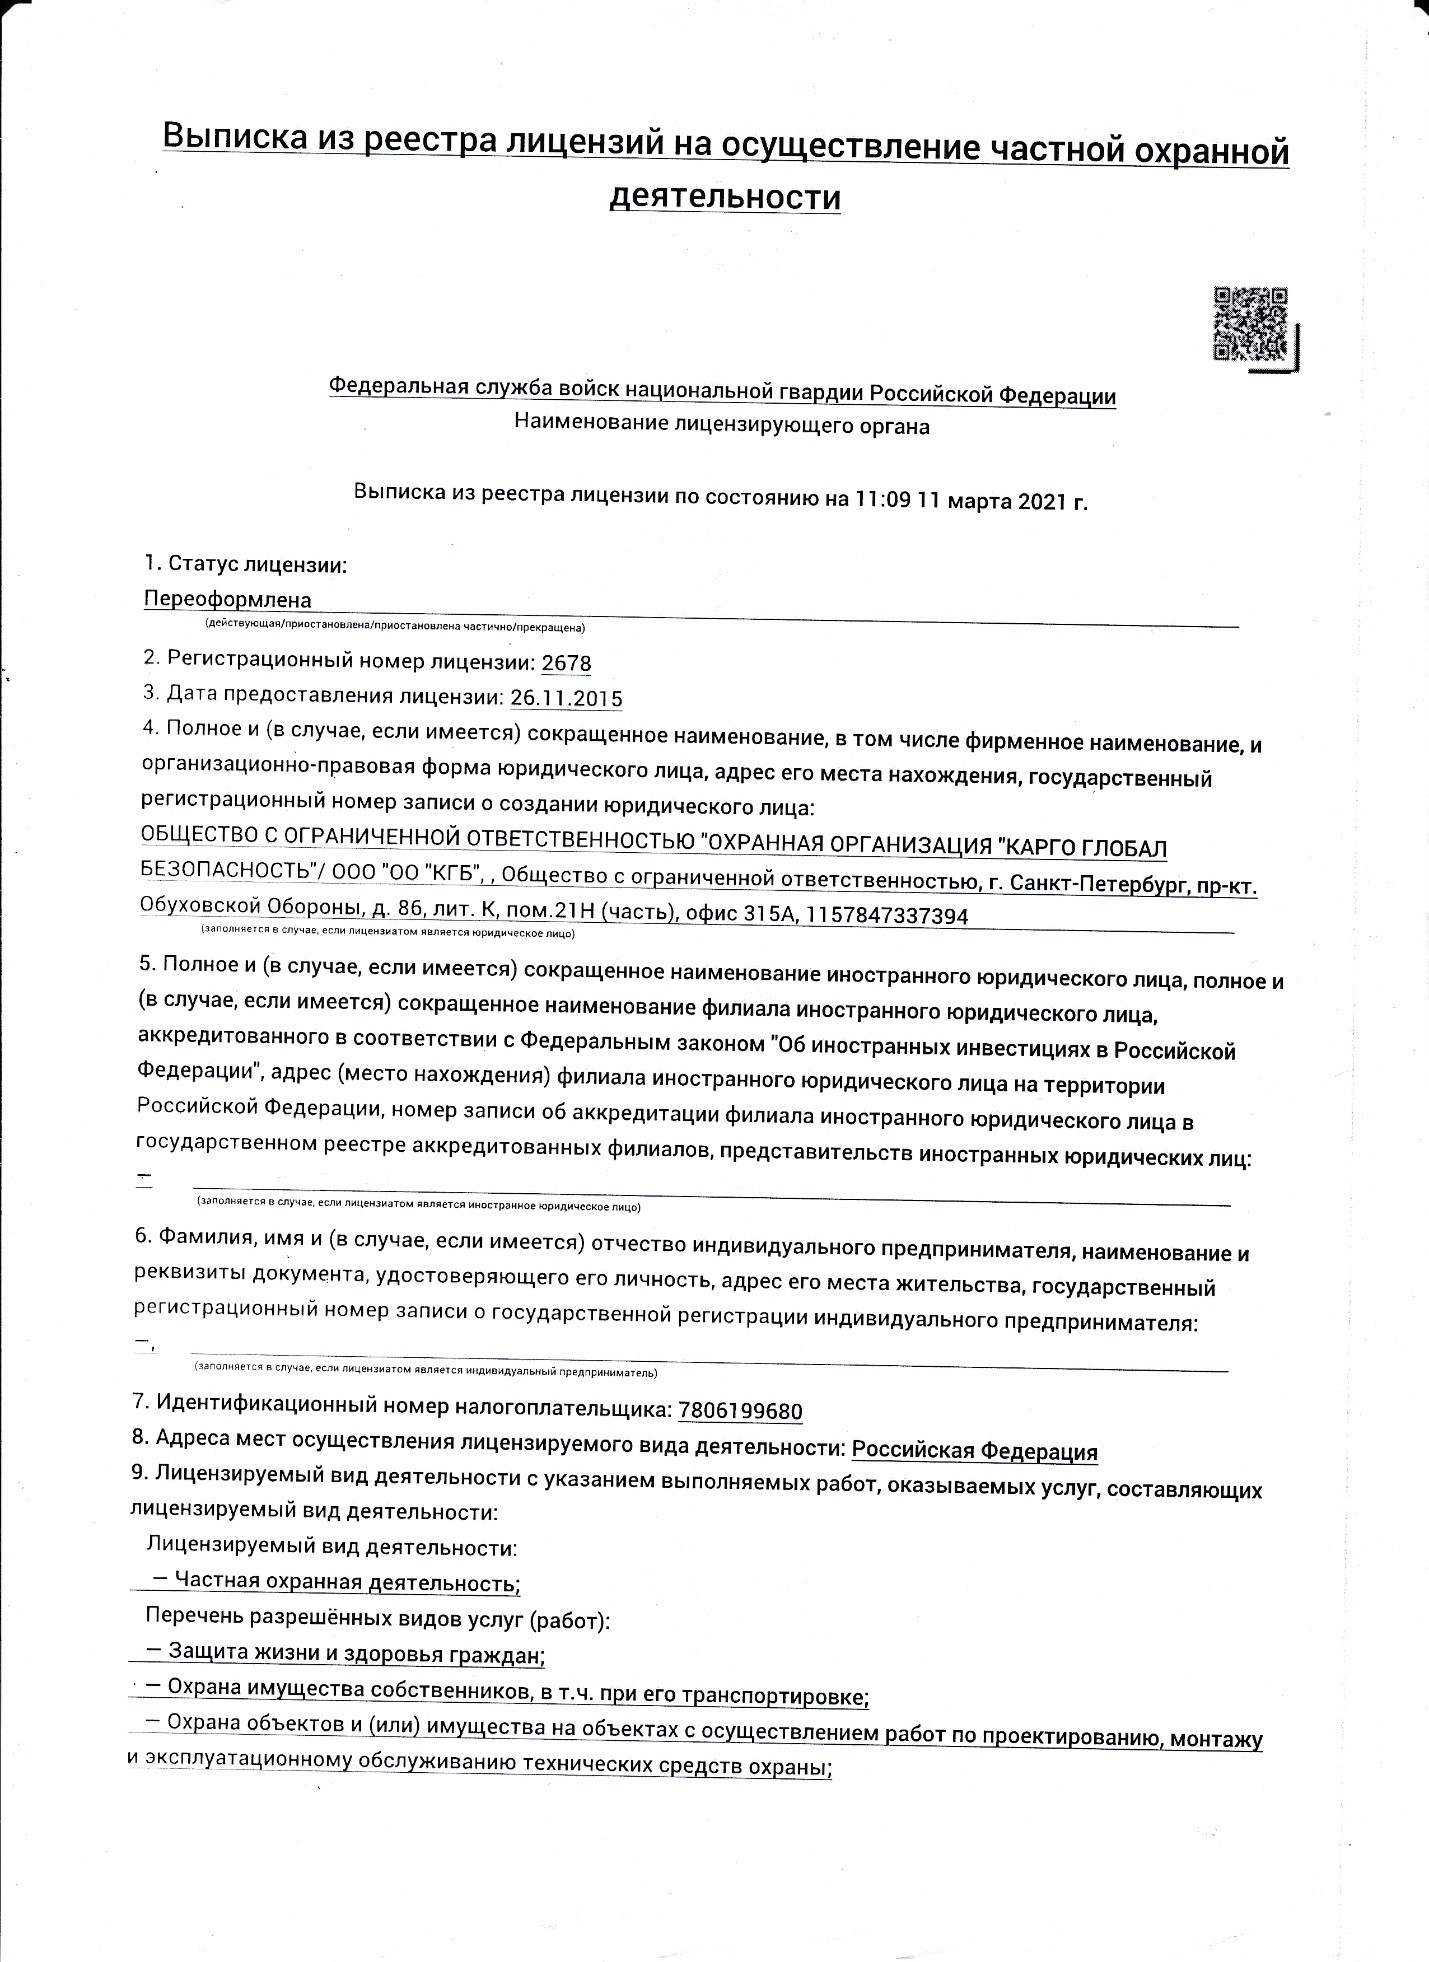 Выписка из реестра лицензий на осуществление частной охранной
деятельности
Федеральная служба войск национальной гвардии Российской Федерации
Наименование лицензирующего органа
Выписка из реестра лицензии по состоянию на 11:09 11 марта 2021 г.
1. Статус лицензии:
Переоформлена
(действующая/приостановлена/приостановлена частично/прекращена)
2. Регистрационный номер лицензии: 2678
3. Дата предоставления лицензии: 26.11.2015
4. Полное и (в случае, если имеется) сокращенное наименование, в том числе фирменное наименование, и
организационно-правовая форма юридического лица, адрес его места нахождения, государственный
регистрационный номер записи о создании юридического лица:
ОБЩЕСТВО С ОГРАНИЧЕННОЙ ОТВЕТСТВЕННОСТЬЮ "ОХРАННАЯ ОРГАНИЗАЦИЯ "КАРГО ГЛОБАЛ
БЕЗОПАСНОСТЬ"/ ООО "ОО "КГБ", , Общество с ограниченной ответственностью, г. Санкт-Петербург, пр-кт.
Обуховской Обороны, д. 86, лит. К, пом.21Н (часть), офис 315А, 1157847337394
(заполняется в случае, если лицензиатом является юридическое лицо)
5. Полное и (в случае, если имеется) сокращенное наименование иностранного юридического лица, полное и
(в случае, если имеется) сокращенное наименование филиала иностранного юридического лица,
аккредитованного в соответствии с Федеральным законом "Об иностранных инвестициях в Российской
Федерации", адрес (место нахождения) филиала иностранного юридического лица на территории
Российской Федерации, номер записи об аккредитации филиала иностранного юридического лица в
государственном реестре аккредитованных филиалов, представительств иностранных юридических лиц:
—
(заполняется в случае, если лицензиатом является иностранное юридическое лицо)
6. Фамилия, имя и (в случае, если имеется) отчество индивидуального предпринимателя, наименование и
реквизиты документа, удостоверяющего его личность, адрес его места жительства, государственный
регистрационный номер записи о государственной регистрации индивидуального предпринимателя:
—,
(заполняется в случае, если лицензиатом является индивидуальный предприниматель)
7. Идентификационный номер налогоплательщика: 7806199680
8. Адреса мест осуществления лицензируемого вида деятельности: Российская Федерация
9. Лицензируемый вид деятельности с указанием выполняемых работ, оказываемых услуг, составляющих
лицензируемый вид деятельности:
Лицензируемый вид деятельности:
— Частная охранная деятельность;
Перечень разрешённых видов услуг (работ):
— Защита жизни и здоровья граждан;
— Охрана имущества собственников, в т.ч. при его транспортировке;
— Охрана объектов и (или) имущества на объектах с осуществлением работ по проектированию, монтажу
и эксплуатационному обслуживанию технических средств охраны;